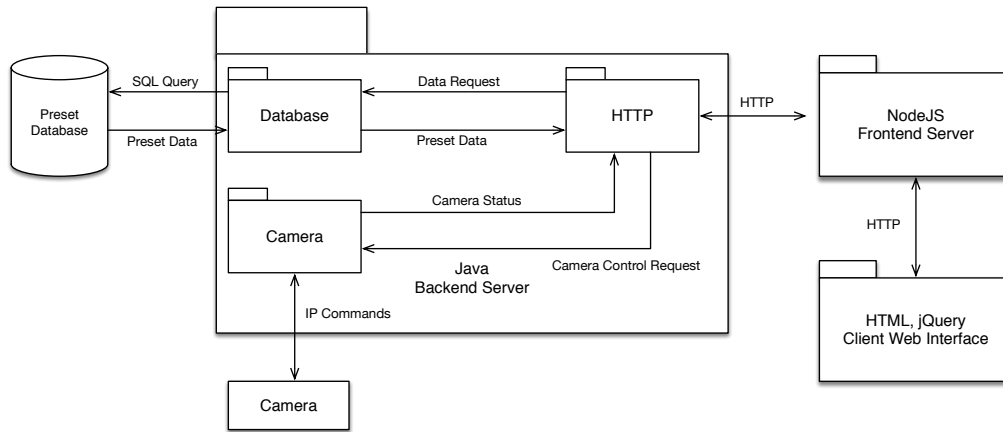 SQL Query
Preset
Database
Preset Data
Database
Data Request
Preset Data
HTTP
HTTP
NodeJS
Frontend Server
Camera Status
Camera
Camera Control Request
Java
Backend Server
HTTP
IP Commands
HTML, jQuery
Client Web Interface
Camera